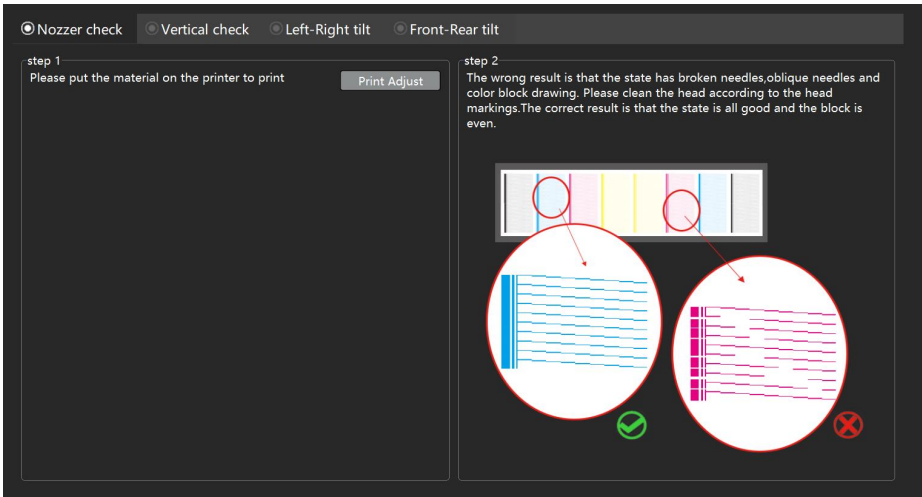 Nozzer check Vertical check Left-Right tilt Front-Rear tilt
step 1
Please put the material on the printer to print
Print Adjust
step 2
The wrong result is that the state has broken needles,oblique needles and
color block drawing. Please clean the head according to the head
markings.The correct result is that the state is all good and the block is
even.